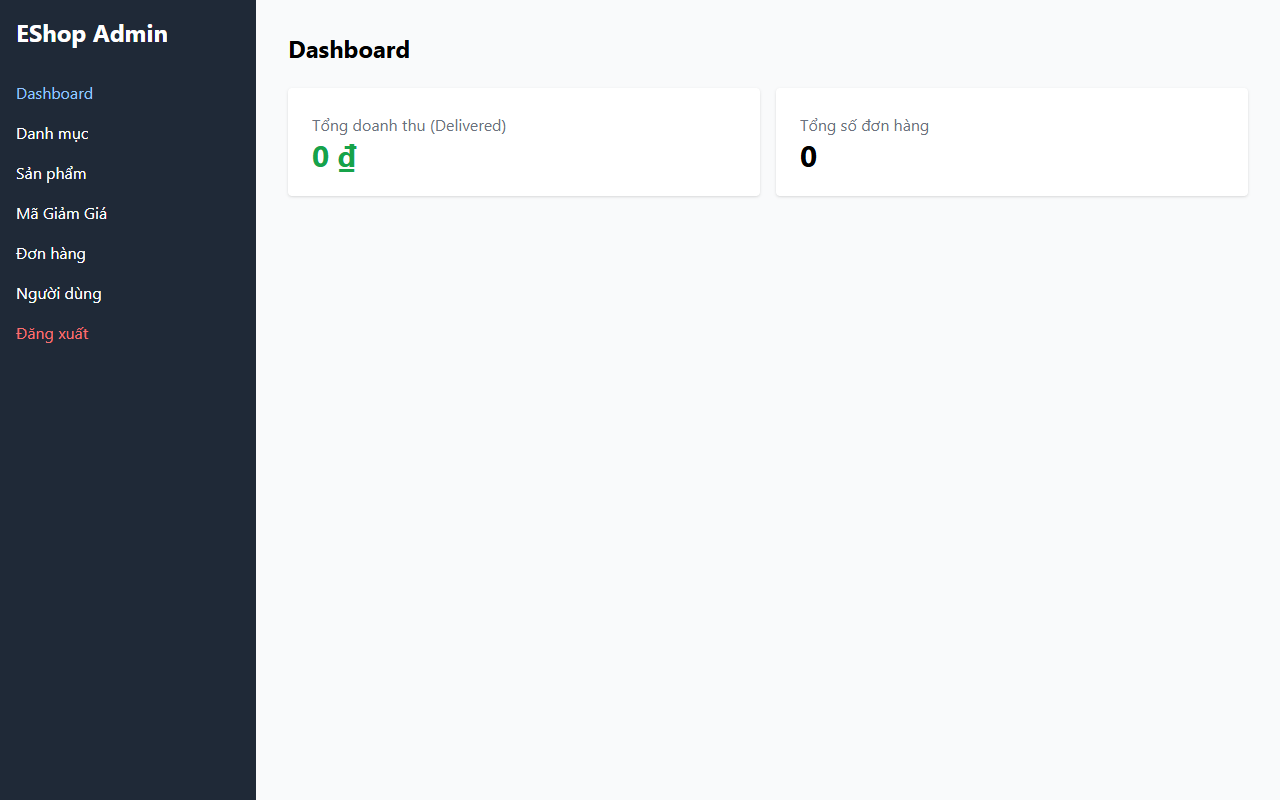 EShop Admin
Dashboard
Danh mục
Sản phẩm
Mã Giảm Giá
Đơn hàng
Người dùng
Đăng xuất
Dashboard
Tổng doanh thu (Delivered)
0 ₫
Tổng số đơn hàng
0